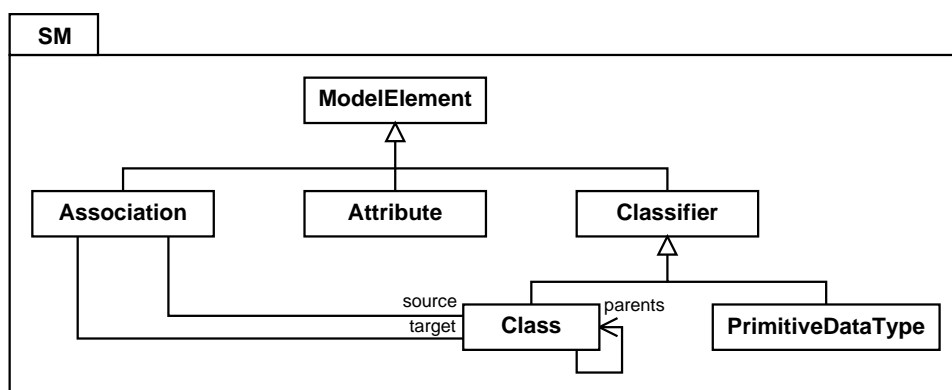 SM
ModelElement
Association
Attribute
Classifier
source
parents
target
Class
PrimitiveDataType